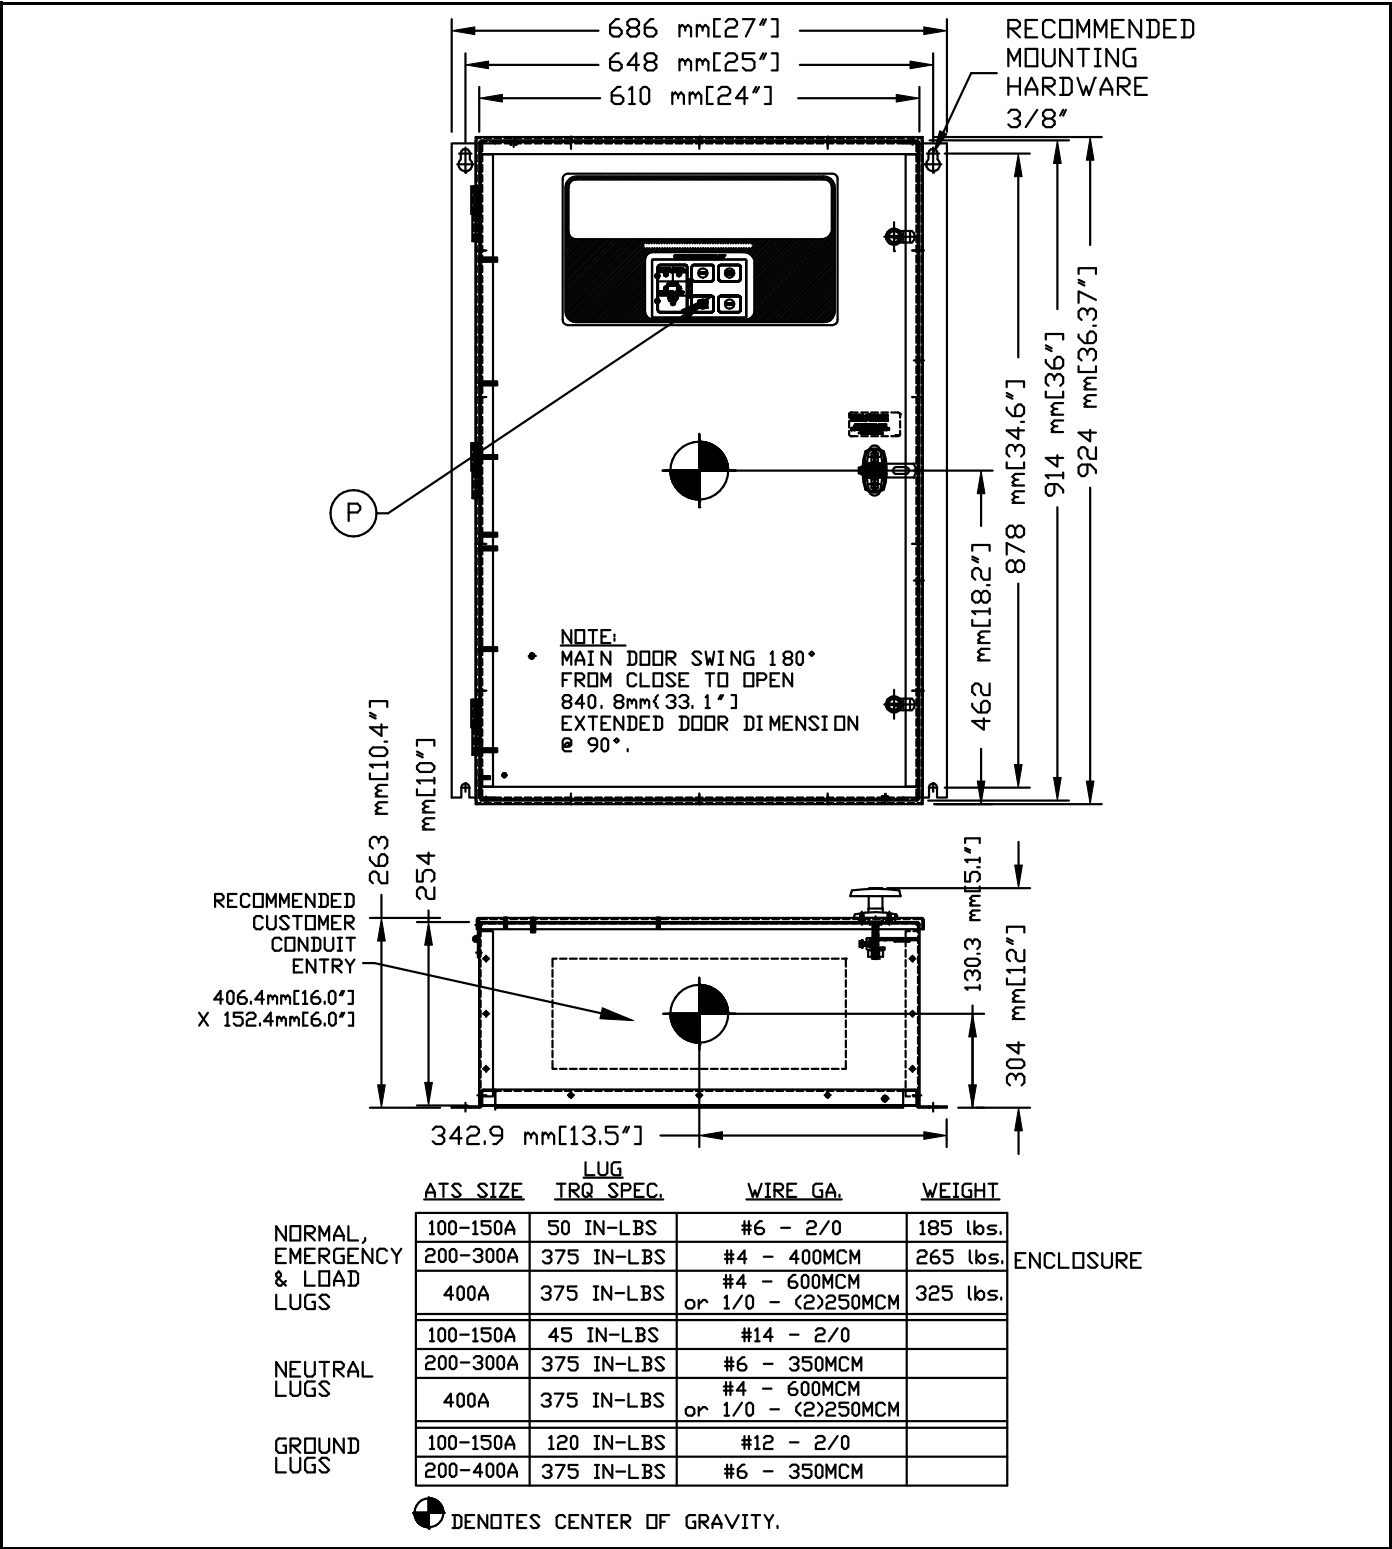 686 mm[27"]
648 mm[25"]
610 mm[24"]
RECOMMENDED
MOUNTING
HARDWARE
3/8"
878 mm[34.6"]
914 mm[36"]
924 mm[36.37"]
462 mm[18.2"]
P
NOTE:
• MAIN DOOR SWING 180°
FROM CLOSE TO OPEN
840.8mm{33.1"]
EXTENDED DOOR DIMENSION
@ 90°.
263 mm[10.4"]
254 mm[10"]
RECOMMENDED
CUSTOMER
CONDUIT
ENTRY
406.4mm[16.0"]
X 152.4mm[6.0"]
130.3 mm[5.1"]
304 mm[12"]
342.9 mm[13.5"]
LUG
ATS SIZE TRQ SPEC. WIRE GA. WEIGHT
NORMAL,
EMERGENCY
& LOAD
LUGS
100-150A 50 IN-LBS #6 - 2/0 185 lbs.
200-300A 375 IN-LBS #4 - 400MCM 265 lbs. ENCLOSURE
400A 375 IN-LBS #4 - 600MCM
or 1/0 - (2)250MCM 325 lbs.
NEUTRAL
LUGS
100-150A 45 IN-LBS #14 - 2/0
200-300A 375 IN-LBS #6 - 350MCM
400A 375 IN-LBS #4 - 600MCM
or 1/0 - (2)250MCM
GROUND
LUGS
100-150A 120 IN-LBS #12 - 2/0
200-400A 375 IN-LBS #6 - 350MCM
DENOTES CENTER OF GRAVITY.